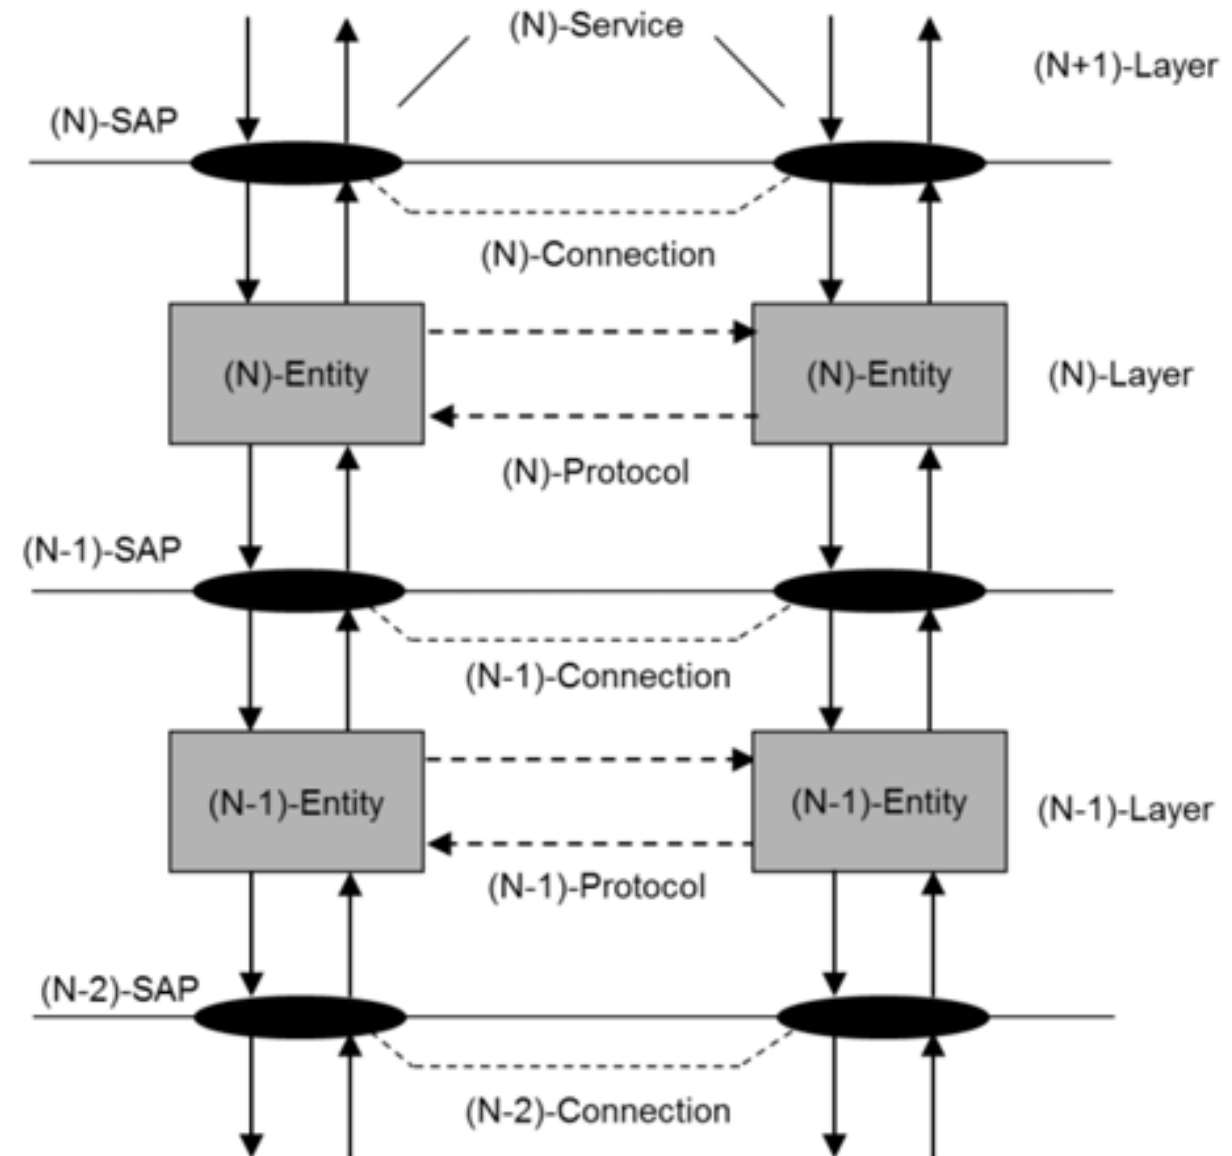 (N)-Service
(N+1)-Layer
(N)-SAP
(N)-Connection
(N)-Entity
(N)-Entity
(N)-Layer
(N)-Protocol
(N-1)-SAP
(N-1)-Connection
(N-1)-Entity
(N-1)-Entity
(N-1)-Layer
(N-1)-Protocol
(N-2)-SAP
(N-2)-Connection